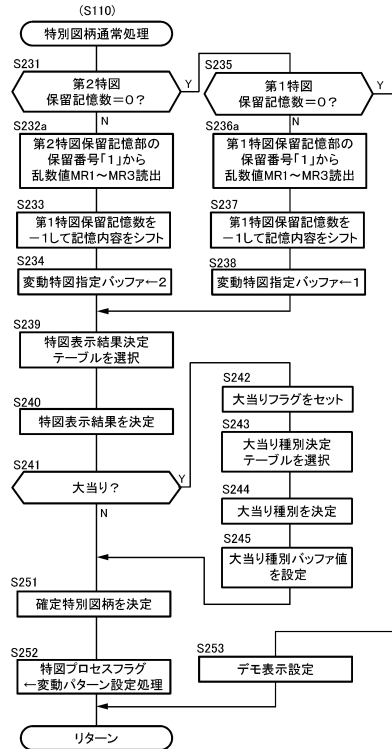 (S110)
特別図柄通常処理
S231
第2特図
保留記憶数=0?
Y
N
S235
第1特図
保留記憶数=0?
Y
N
S232a
第2特図保留記憶部の
保留番号「1」から
乱数値MR1～MR3読出
S236a
第1特図保留記憶部の
保留番号「1」から
乱数値MR1～MR3読出
S233
第1特図保留記憶数を
－1して記憶内容をシフト
S237
第1特図保留記憶数を
－1して記憶内容をシフト
S234
変動特図指定バッファ←2
S238
変動特図指定バッファ←1
S239
特図表示結果決定
テーブルを選択
S240
特図表示結果を決定
S241
大当り?
Y
N
S242
大当りフラグをセット
S243
大当り種別決定
テーブルを選択
S244
大当り種別を決定
S245
大当り種別バッファ値
を設定
S251
確定特別図柄を決定
S252
特図プロセスフラグ
←変動パターン設定処理
S253
デモ表示設定
リターン